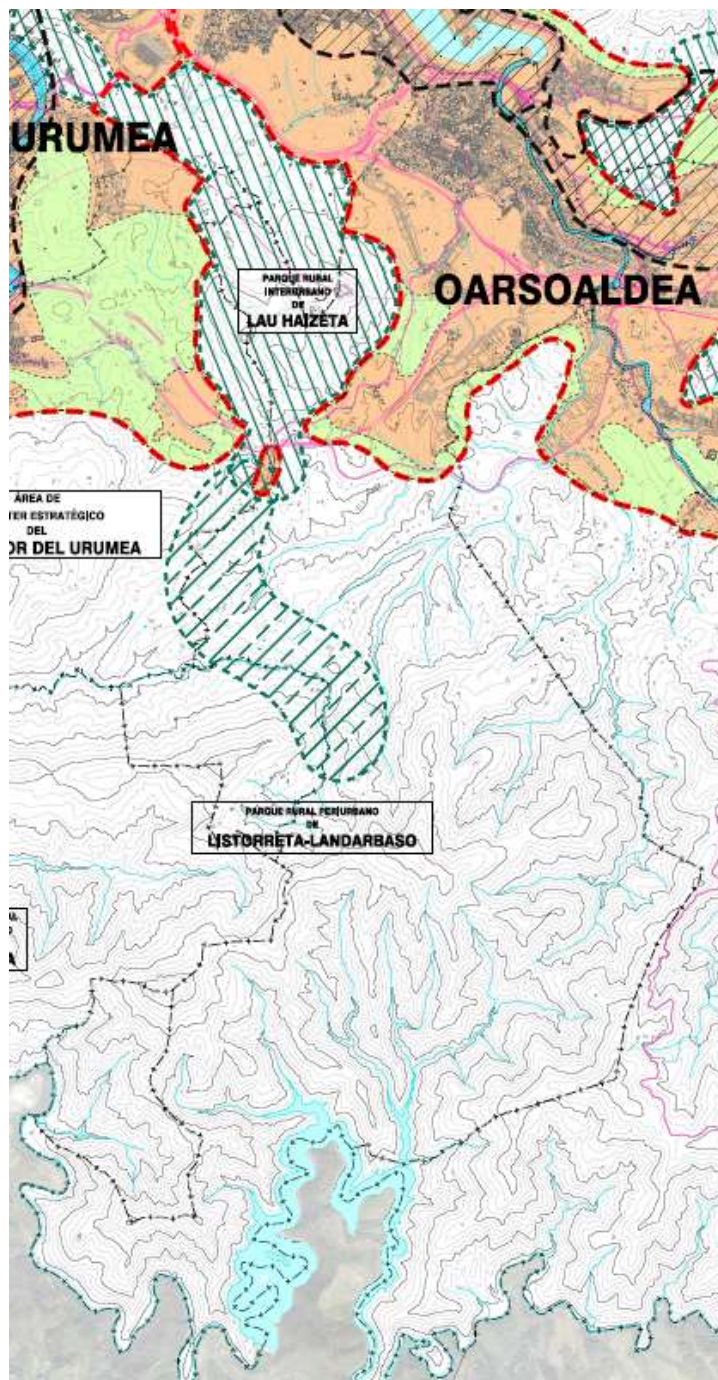 URUMEA
PARQUE RURAL
INTERURBANO
DE
LAU HAIZETA
OARSOALDEA
ÁREA DE
TER ESTRATÉGICO
DEL
OR DEL URUMEA
PARQUE RURAL PERIURBANO
DE
LISTORRETA-LANDARBASO